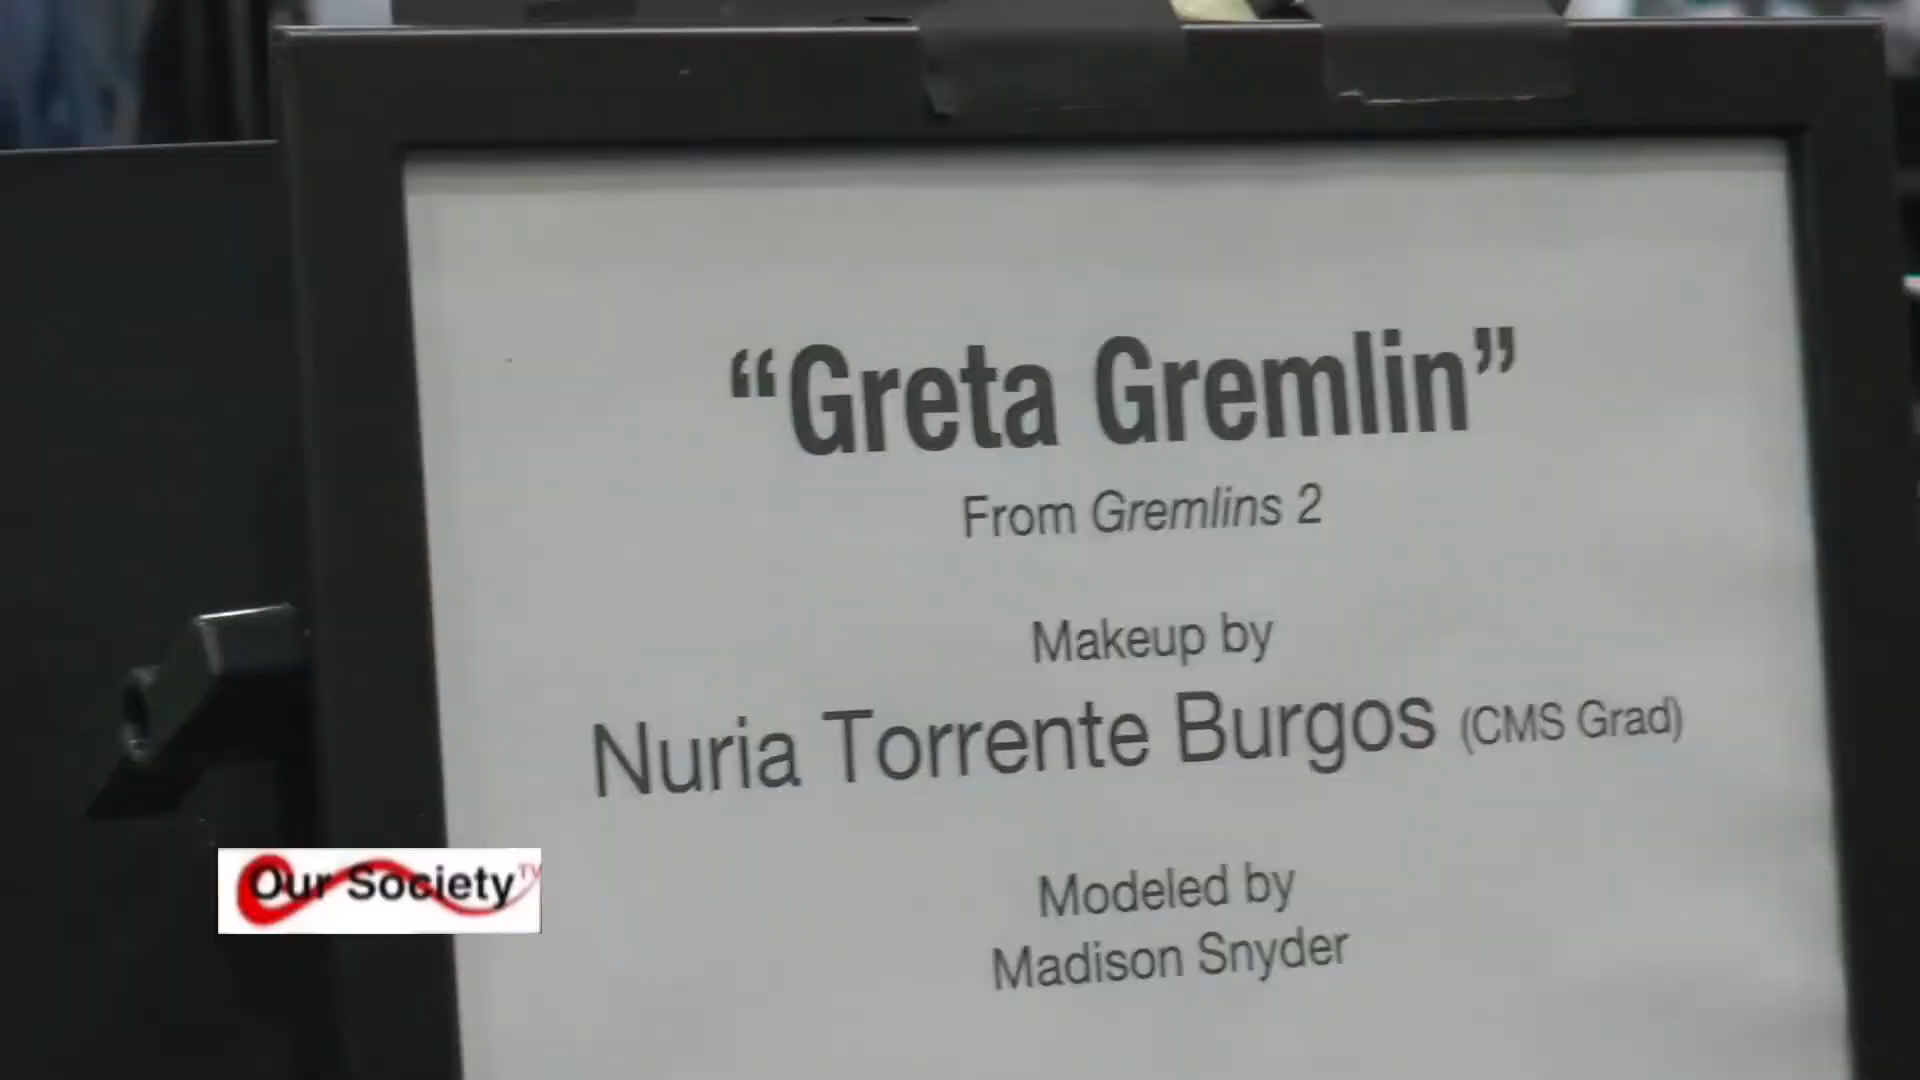 “Greta Gremlin”
From Gremlins 2
Makeup by
Nuria Torrente Burgos (CMS Grad)
Modeled by
Madison Snyder
Our Society TV